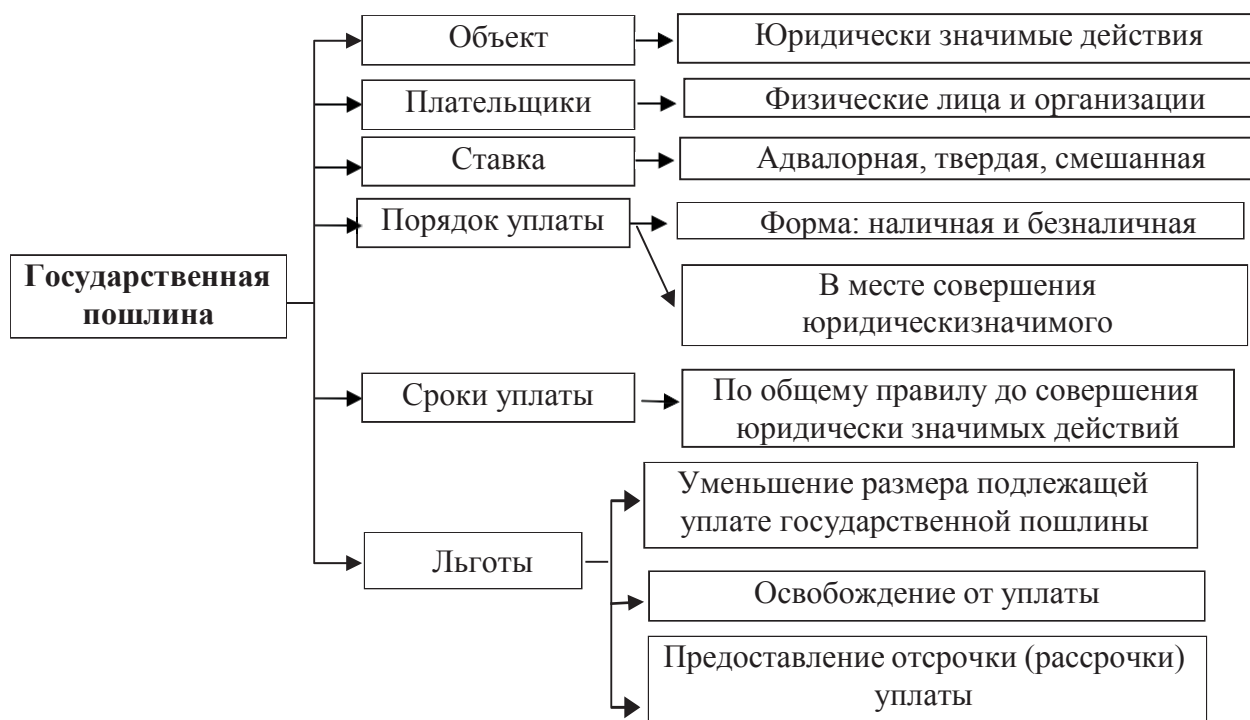 Объект
Юридически значимые действия
Плательщики
Физические лица и организации
Ставка
Адвалорная, твердая, смешанная
Порядок уплаты
Форма: наличная и безналичная
В месте совершения
юридическизначимого
Государственная
пошлина
Сроки уплаты
По общему правилу до совершения
юридически значимых действий
Льготы
Уменьшение размера подлежащей
уплате государственной пошлины
Освобождение от уплаты
Предоставление отсрочки (рассрочки)
уплаты